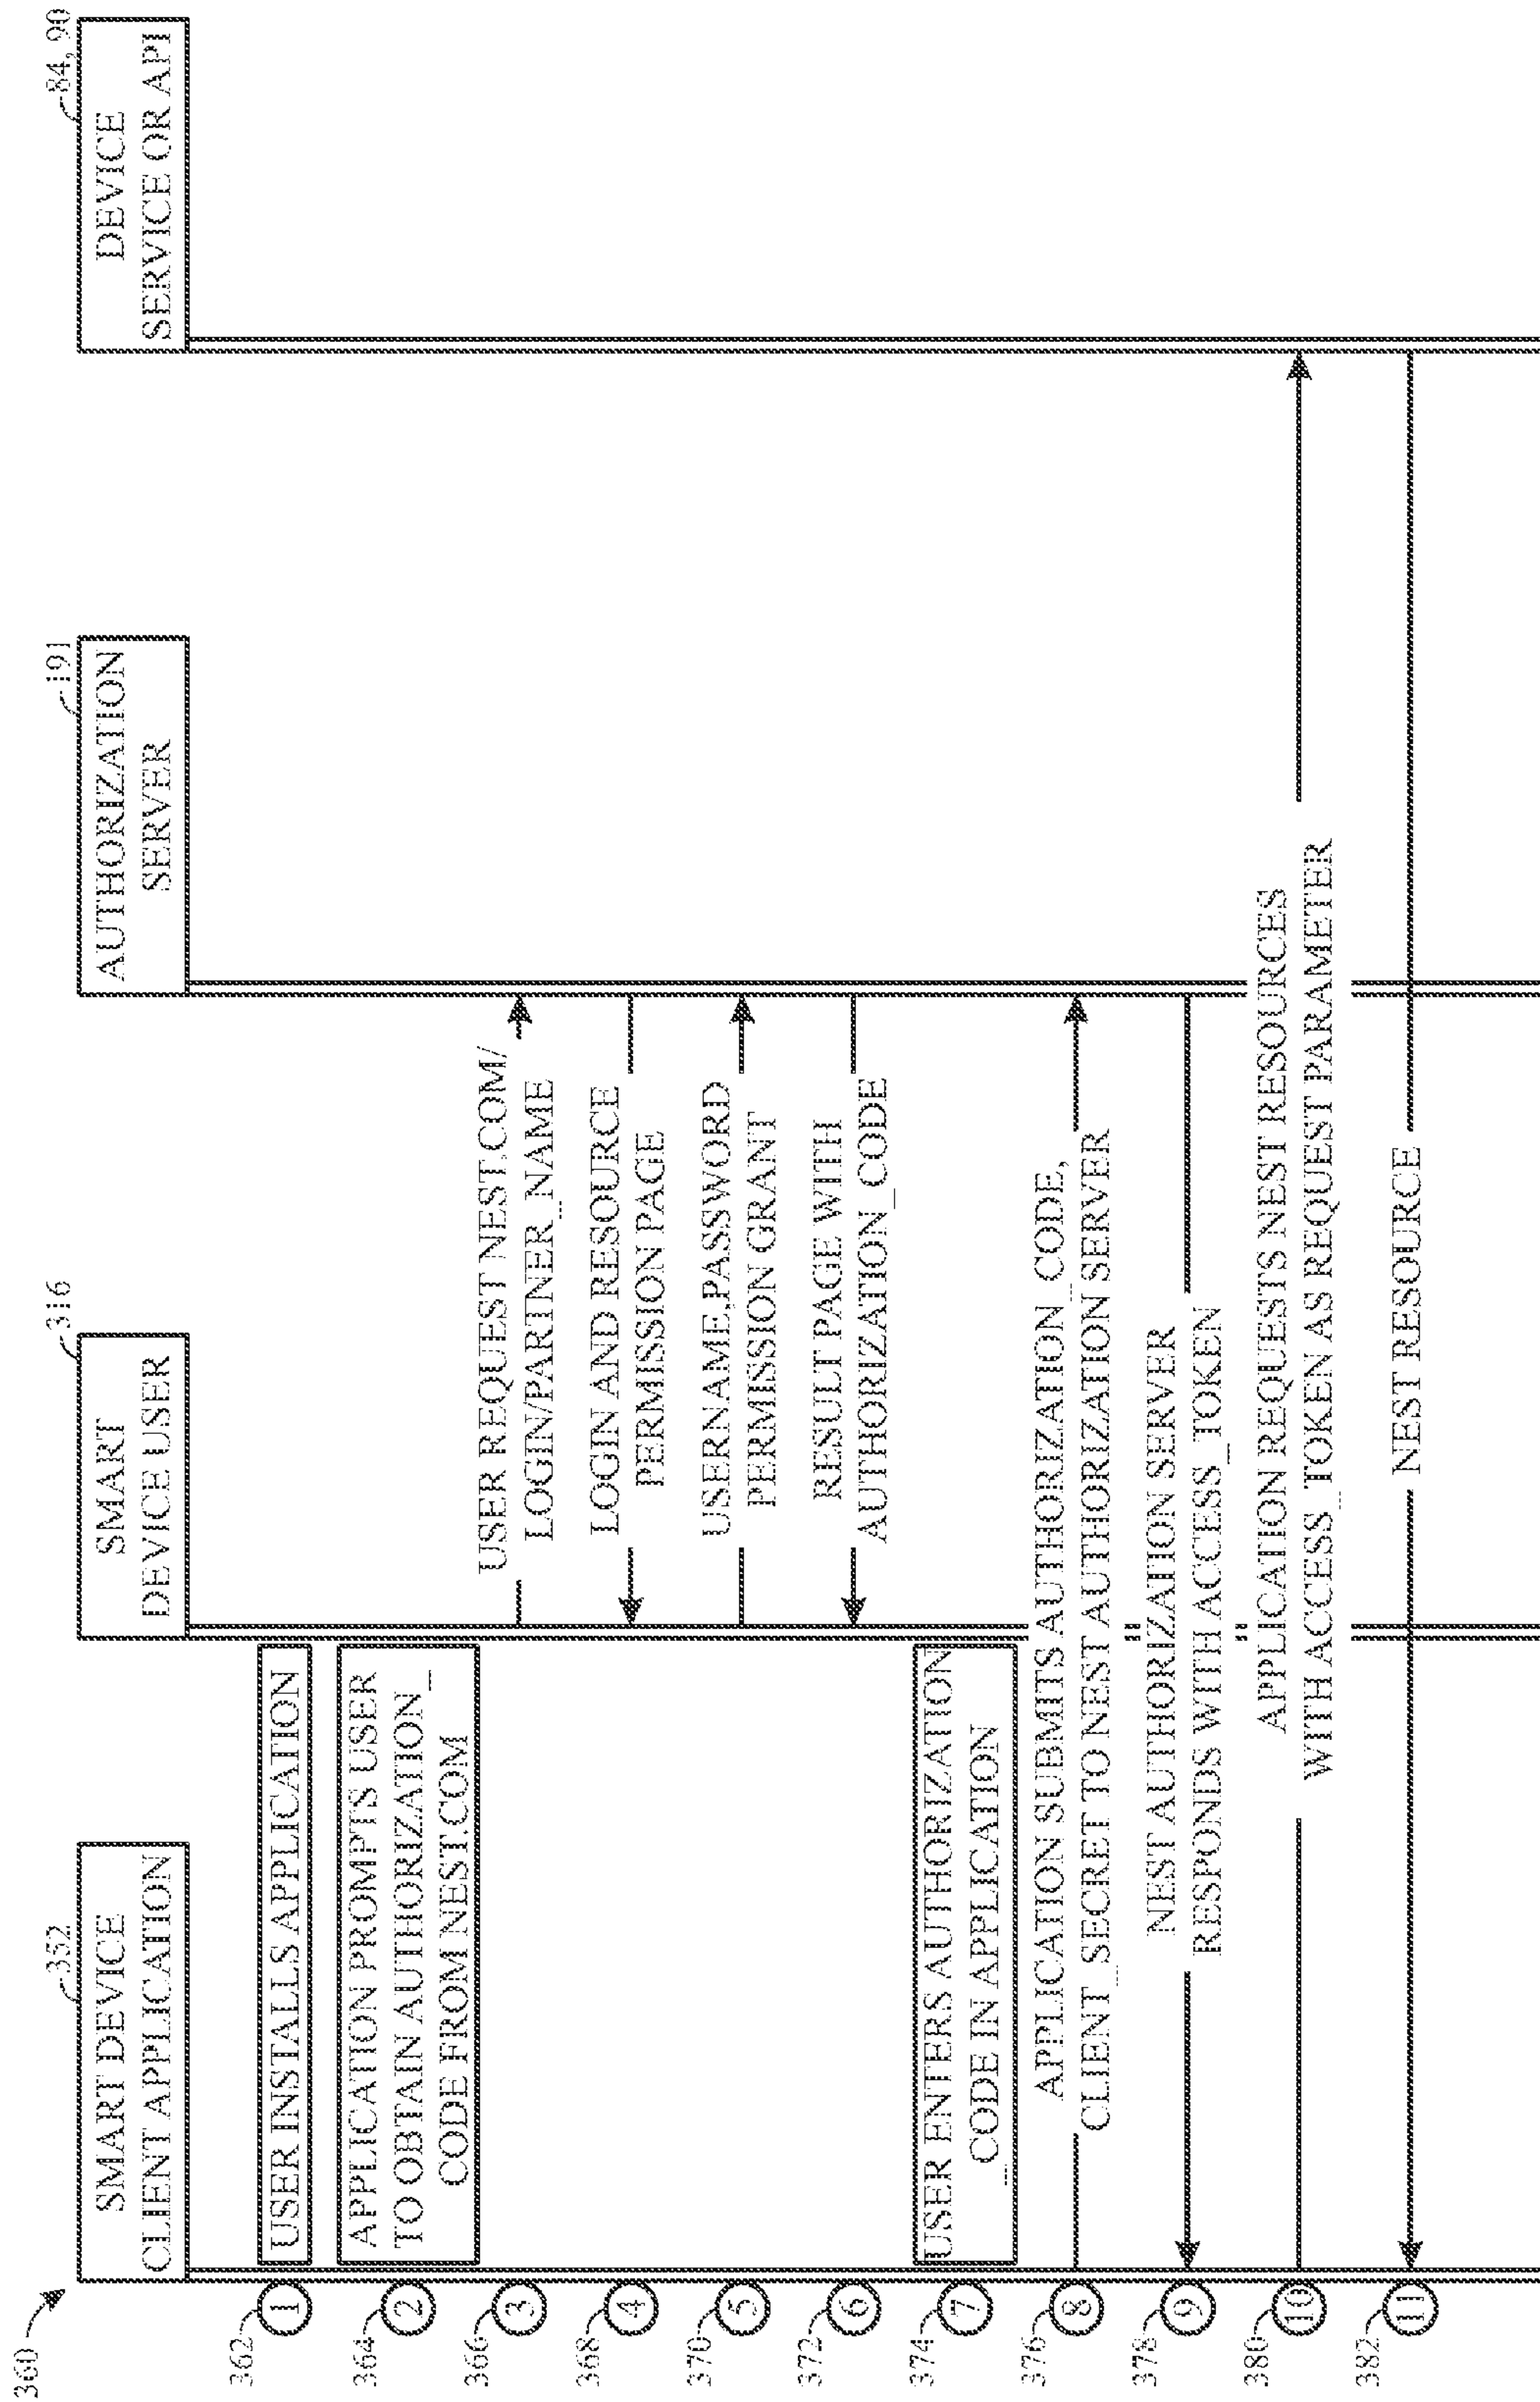 360
352
SMART DEVICE
CLIENT APPLICATION
316
SMART
DEVICE USER
191
AUTHORIZATION
SERVER
84, 90
DEVICE
SERVICE OR API
362
1
USER INSTALLS APPLICATION
364
2
APPLICATION PROMPTS USER
TO OBTAIN AUTHORIZATION_
CODE FROM NEST.COM
366
3
USER REQUEST NEST.COM/
LOGIN/PARTNER_NAME
368
4
LOGIN AND RESOURCE
PERMISSION PAGE
370
5
USERNAME,PASSWORD
PERMISSION GRANT
372
6
RESULT PAGE WITH
AUTHORIZATION_CODE
374
7
USER ENTERS AUTHORIZATION
_CODE IN APPLICATION
376
8
APPLICATION SUBMITS AUTHORIZATION_CODE,
CLIENT_SECRET TO NEST AUTHORIZATION SERVER
378
9
NEST AUTHORIZATION SERVER
RESPONDS WITH ACCESS_TOKEN
380
10
APPLICATION REQUESTS NEST RESOURCES
WITH ACCESS_TOKEN AS REQUEST PARAMETER
382
11
NEST RESOURCE